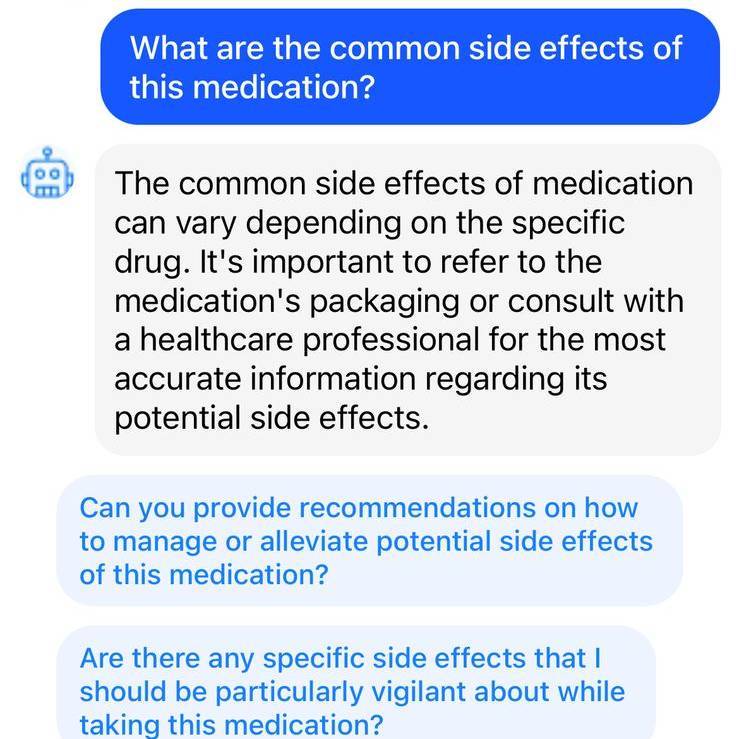 What are the common side effects of
this medication?
The common side effects of medication
can vary depending on the specific
drug. It's important to refer to the
medication's packaging or consult with
a healthcare professional for the most
accurate information regarding its
potential side effects.
Can you provide recommendations on how
to manage or alleviate potential side effects
of this medication?
Are there any specific side effects that I
should be particularly vigilant about while
taking this medication?